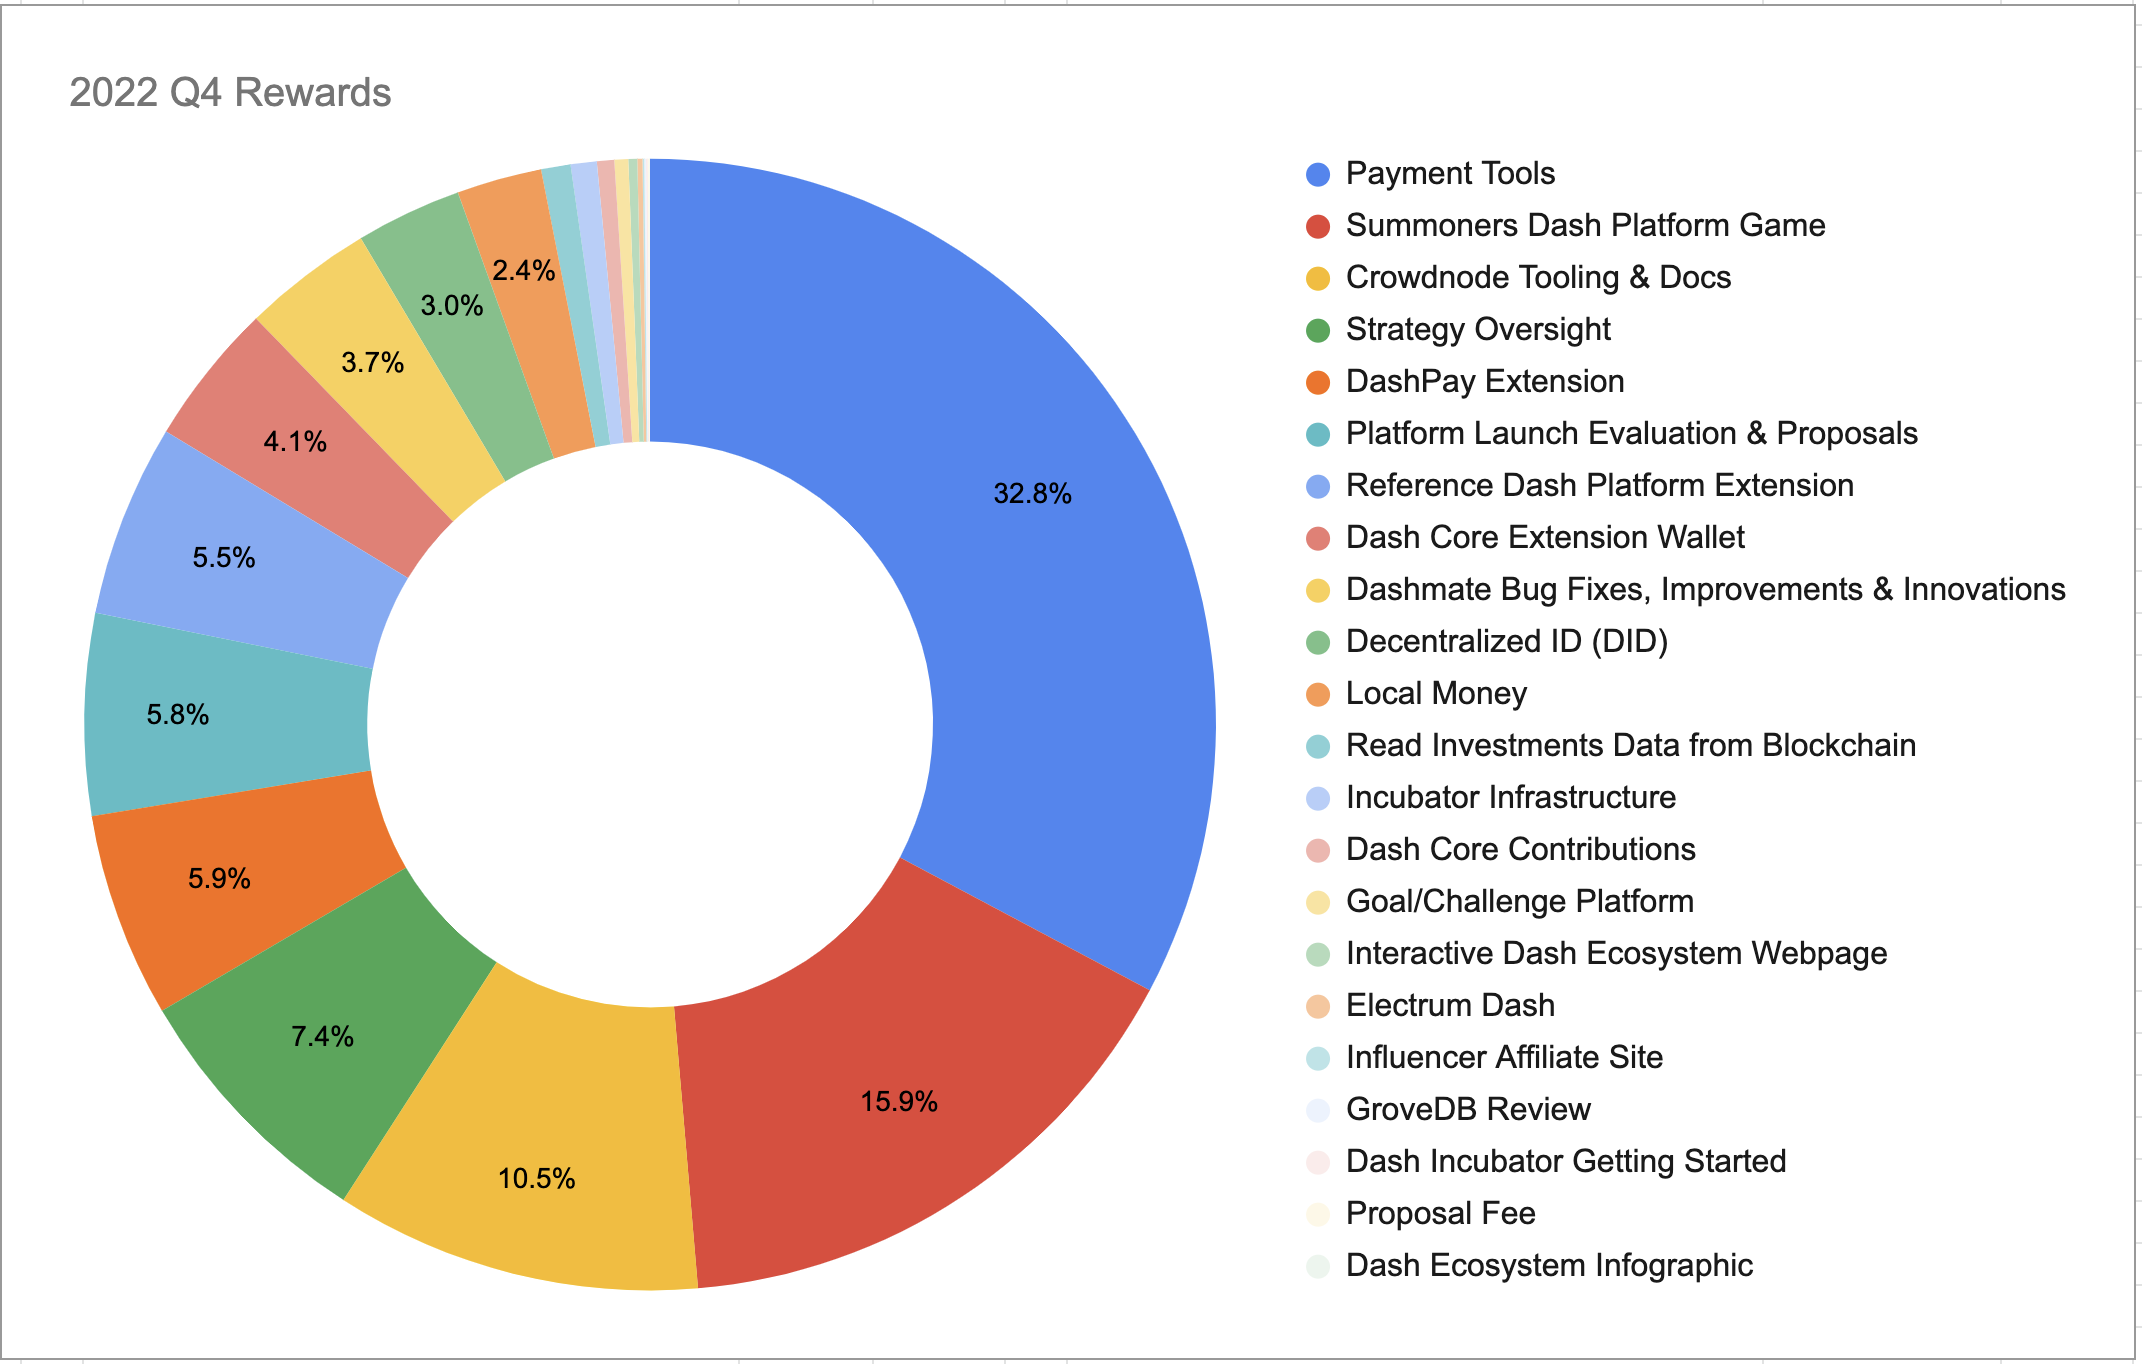 2022 Q4 Rewards
32.8%
15.9%
10.5%
7.4%
5.9%
5.8%
5.5%
4.1%
3.7%
3.0%
2.4%
Payment Tools
Summoners Dash Platform Game
Crowdnode Tooling & Docs
Strategy Oversight
DashPay Extension
Platform Launch Evaluation & Proposals
Reference Dash Platform Extension
Dash Core Extension Wallet
Dashmate Bug Fixes, Improvements & Innovations
Decentralized ID (DID)
Local Money
Read Investments Data from Blockchain
Incubator Infrastructure
Dash Core Contributions
Goal/Challenge Platform
Interactive Dash Ecosystem Webpage
Electrum Dash
Influencer Affiliate Site
GroveDB Review
Dash Incubator Getting Started
Proposal Fee
Dash Ecosystem Infographic